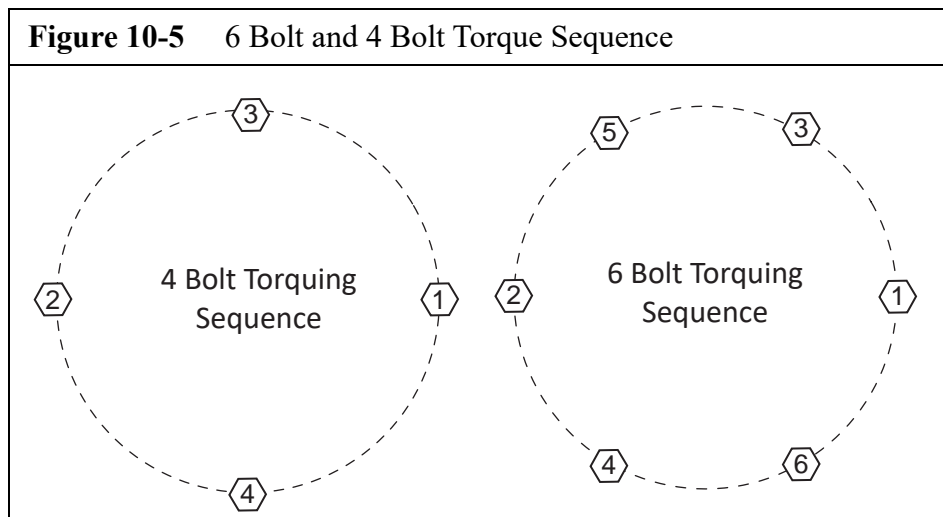 Figure 10-5 6 Bolt and 4 Bolt Torque Sequence
3
2
4 Bolt Torquing
Sequence
1
4
5
3
2
6 Bolt Torquing
Sequence
1
4
6